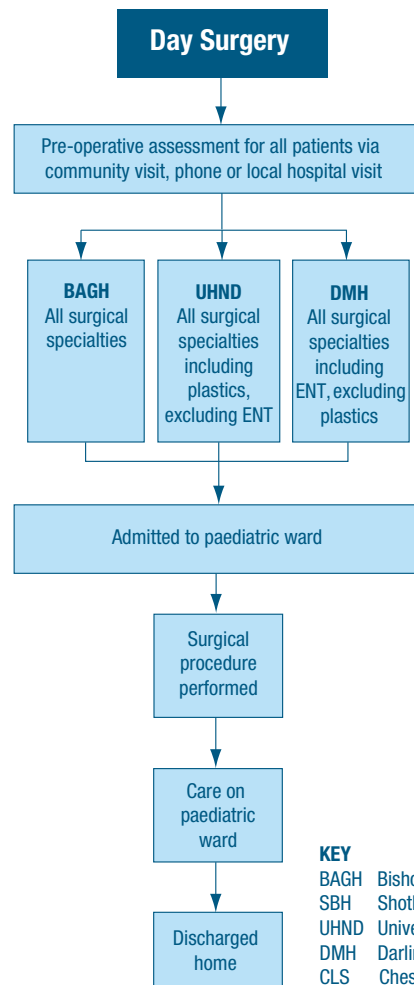 Day Surgery
Pre-operative assessment for all patients via
community visit, phone or local hospital visit
BAGH
All surgical
specialties
UHND
All surgical
specialties
including
plastics,
excluding ENT
DMH
All surgical
specialties
including
ENT, excluding
plastics
Admitted to paediatric ward
Surgical
procedure
performed
Care on
paediatric
ward
Discharged
home
KEY
BAGH
SBH
UHND
DMH
CLS